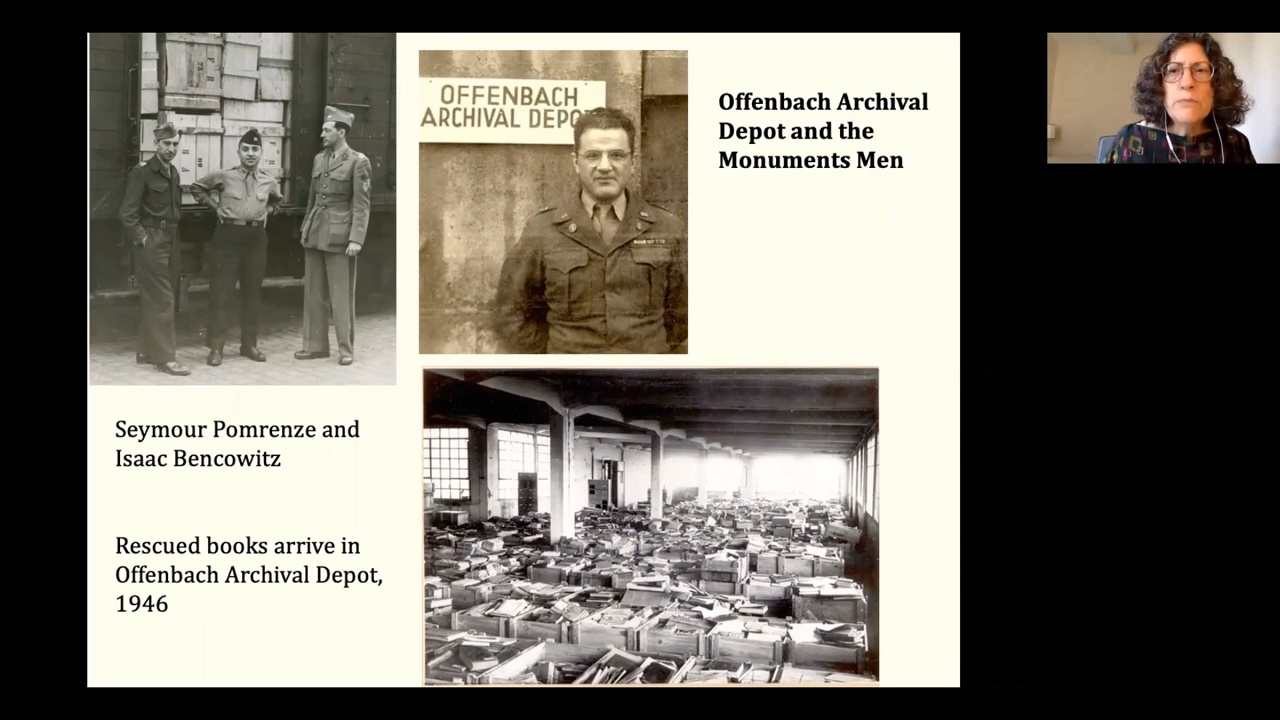 OFFENBACH
ARCHIVAL DEPO
Offenbach Archival
Depot and the
Monuments Men
Seymour Pomrenze and
Isaac Bencowitz
Rescued books arrive in
Offenbach Archival Depot,
1946